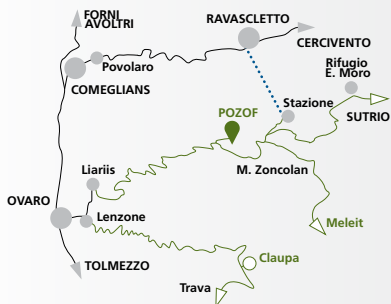 FORNI
AVOLTRI
RAVASCLETTO
CERCIVENTO
Povolaro
COMEGLIANS
Rifugio
E. Moro
Stazione
SUTRIO
POZOF
Liariis
M. Zoncolan
OVARO
Lenzone
Meleit
TOLMEZZO
Claupa
Trava